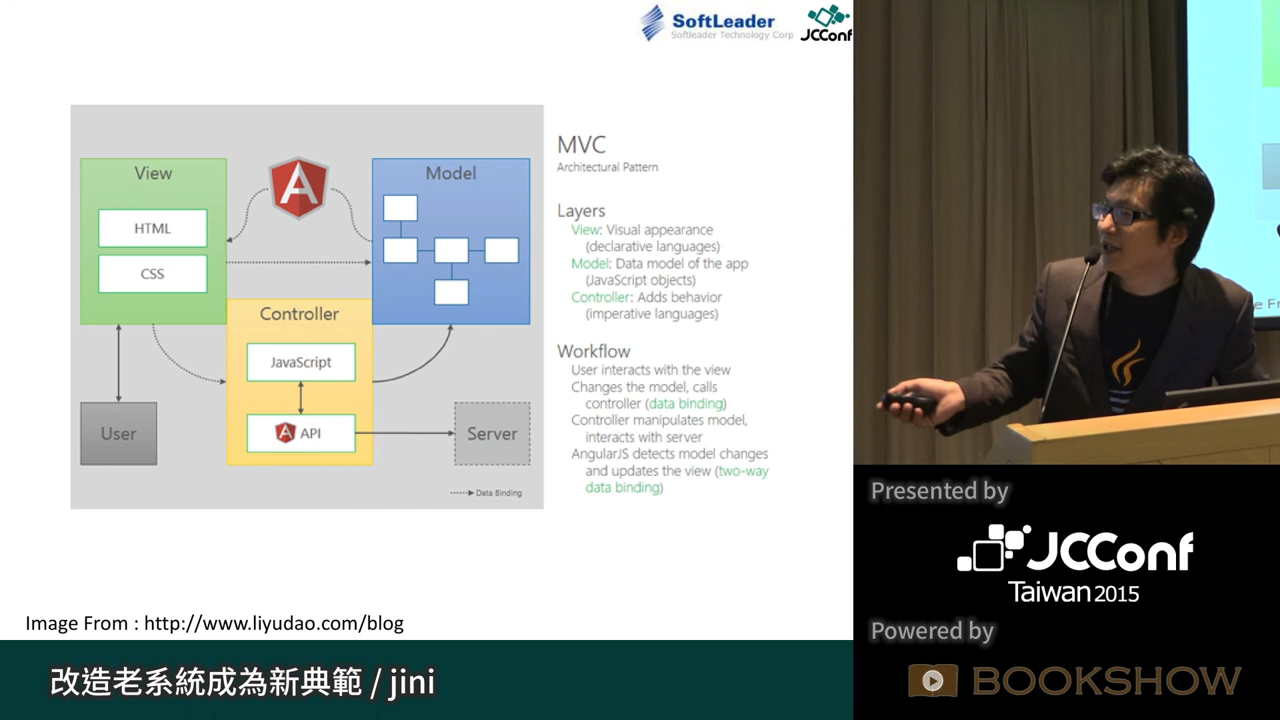 SoftLeader
Softleader Technology Corp
JCConf
View
HTML
CSS
Model
Controller
JavaScript
API
User
Server
Data Binding
MVC
Architectural Pattern
Layers
View: Visual appearance
(declarative languages)
Model: Data model of the app
(JavaScript objects)
Controller: Adds behavior
(imperative languages)
Workflow
User interacts with the view
Changes the model, calls
controller (data binding)
Controller manipulates model,
interacts with server
AngularJS detects model changes
and updates the view (two-way
data binding)
Image From : http://www.liyudao.com/blog
改造老系統成為新典範 / jini
Presented by
JCConf
Taiwan 2015
Powered by
BOOKSHOW